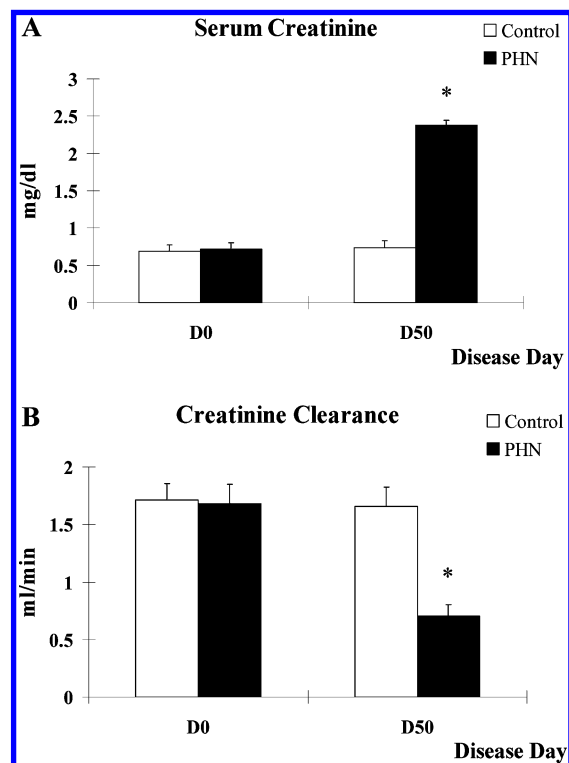 A
Serum Creatinine
Control
PHN
3
2.5
2
1.5
1
0.5
0
mg/dl
*
D0
D50
Disease Day
B
Creatinine Clearance
Control
PHN
2
1.5
1
0.5
0
ml/min
*
D0
D50
Disease Day